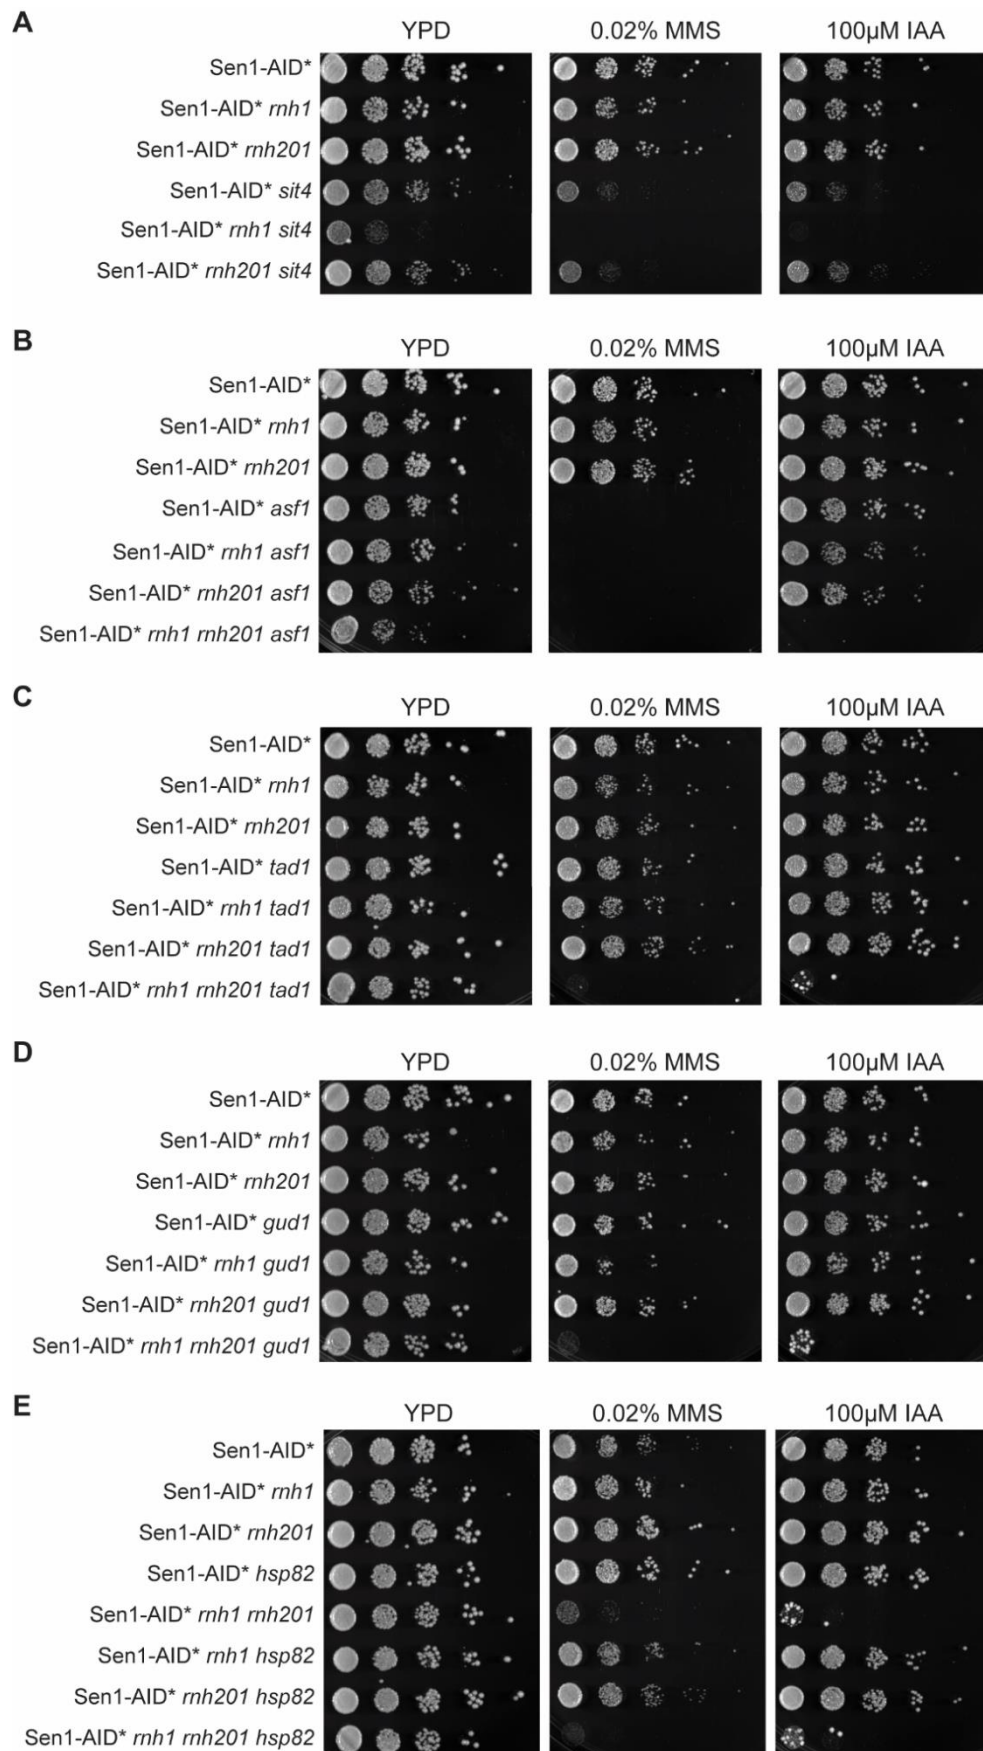 A
YPD 0.02% MMS 100µM IAA
Sen1-AID*
Sen1-AID* rnh1
Sen1-AID* rnh201
Sen1-AID* sit4
Sen1-AID* rnh1 sit4
Sen1-AID* rnh201 sit4
B
YPD 0.02% MMS 100µM IAA
Sen1-AID*
Sen1-AID* rnh1
Sen1-AID* rnh201
Sen1-AID* asf1
Sen1-AID* rnh1 asf1
Sen1-AID* rnh201 asf1
Sen1-AID* rnh1 rnh201 asf1
C
YPD 0.02% MMS 100µM IAA
Sen1-AID*
Sen1-AID* rnh1
Sen1-AID* rnh201
Sen1-AID* tad1
Sen1-AID* rnh1 tad1
Sen1-AID* rnh201 tad1
Sen1-AID* rnh1 rnh201 tad1
D
YPD 0.02% MMS 100µM IAA
Sen1-AID*
Sen1-AID* rnh1
Sen1-AID* rnh201
Sen1-AID* gud1
Sen1-AID* rnh1 gud1
Sen1-AID* rnh201 gud1
Sen1-AID* rnh1 rnh201 gud1
E
YPD 0.02% MMS 100µM IAA
Sen1-AID*
Sen1-AID* rnh1
Sen1-AID* rnh201
Sen1-AID* hsp82
Sen1-AID* rnh1 rnh201
Sen1-AID* rnh1 hsp82
Sen1-AID* rnh201 hsp82
Sen1-AID* rnh1 rnh201 hsp82